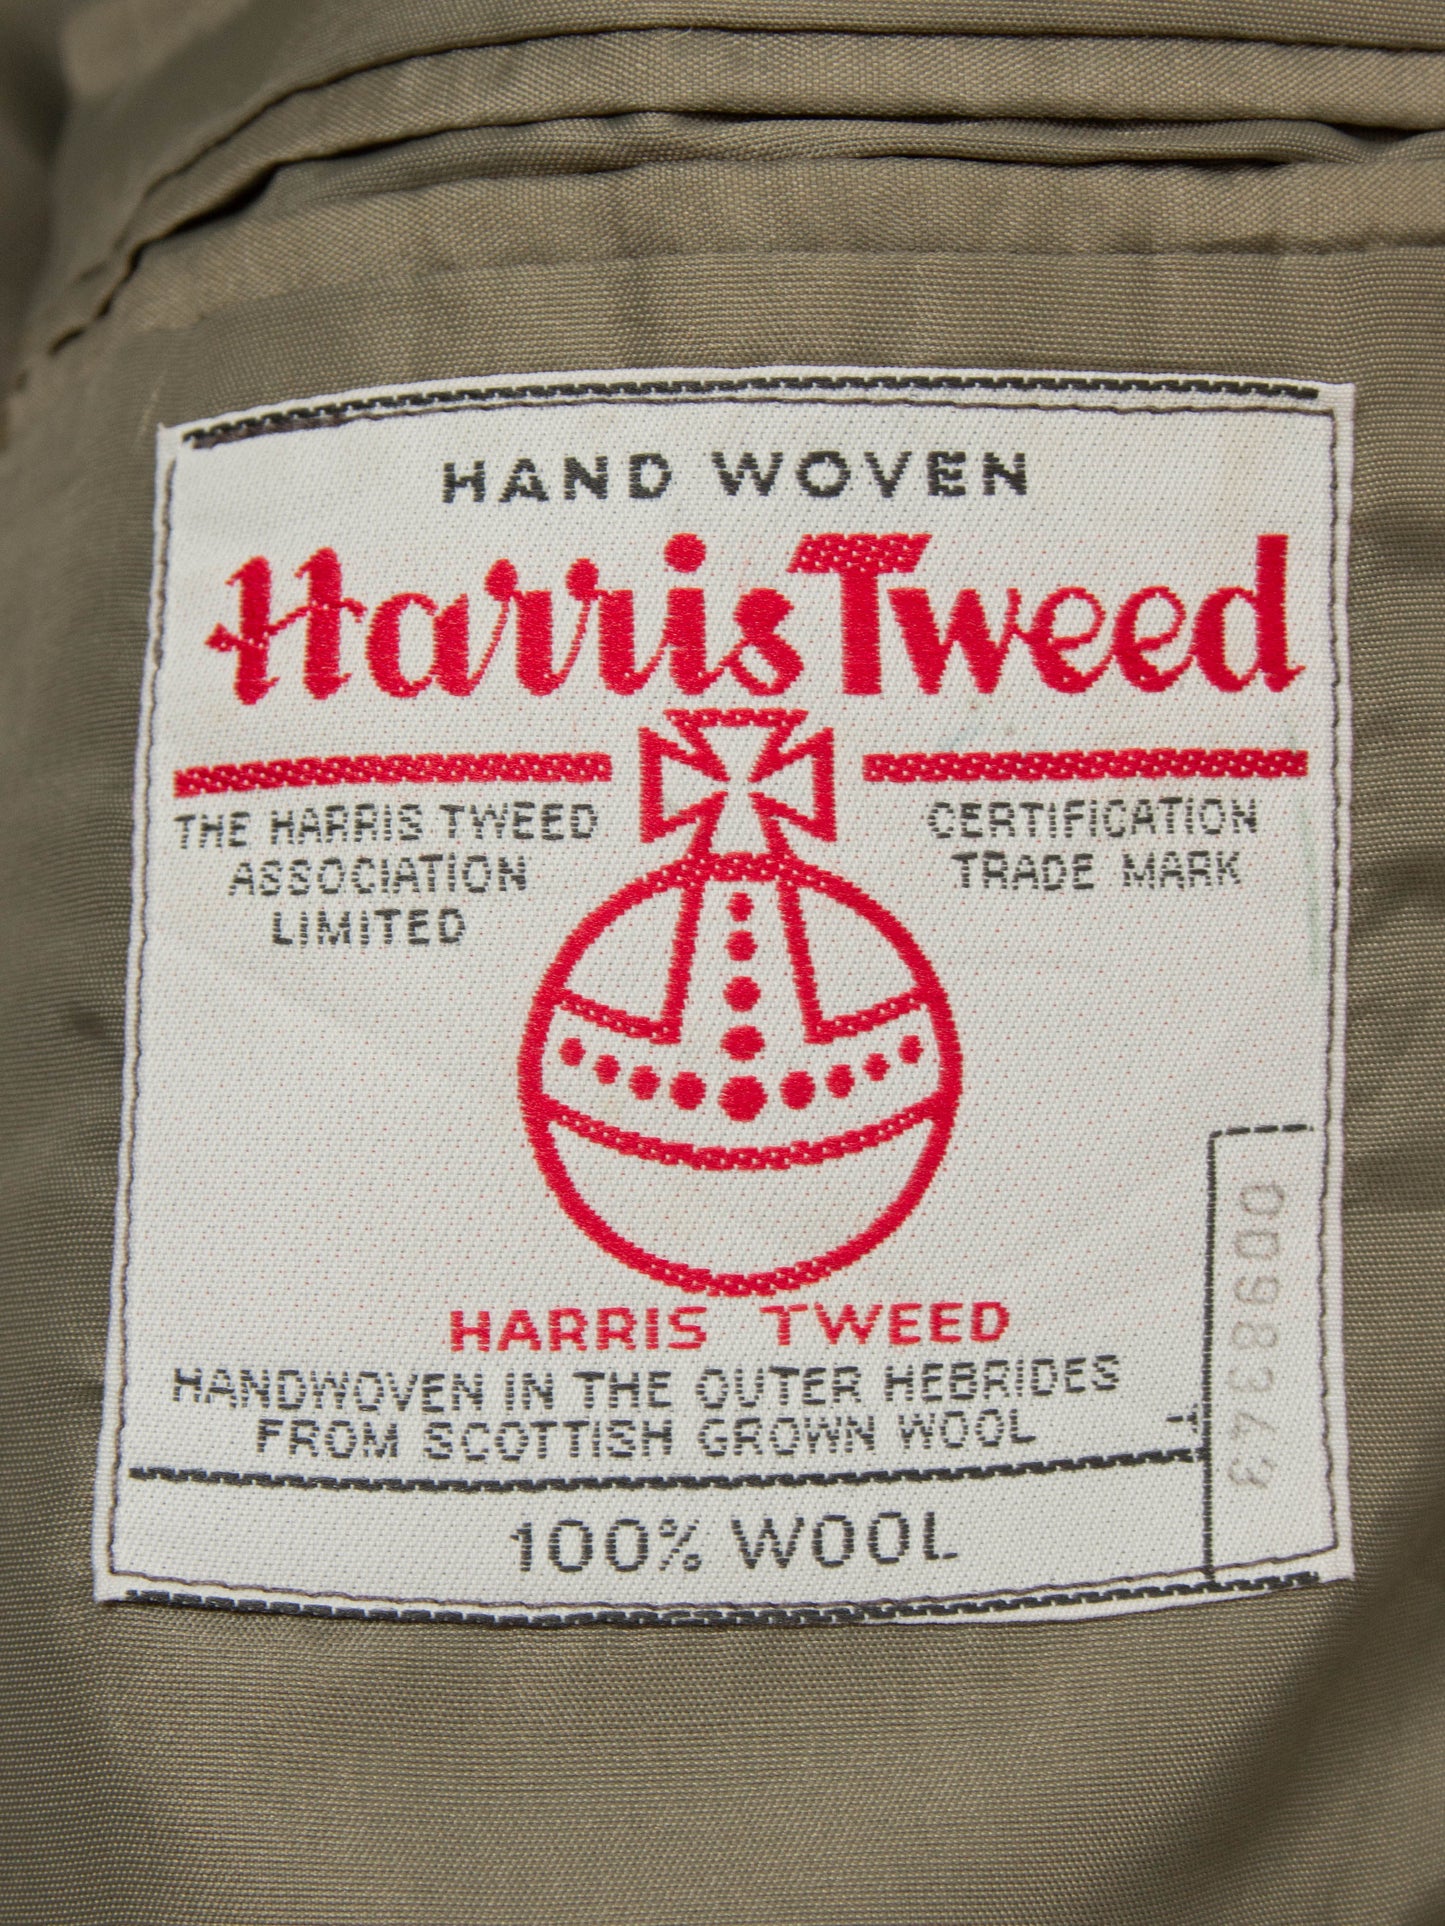 HAND WOVEN
Harris Tweed
THE HARRIS TWEED
ASSOCIATION
LIMITED
CERTIFICATION
TRADE MARK
HARRIS TWEED
HANDWOVEN IN THE OUTER HEBRIDES
FROM SCOTTISH GROWN WOOL
T
100% WOOL
0098343